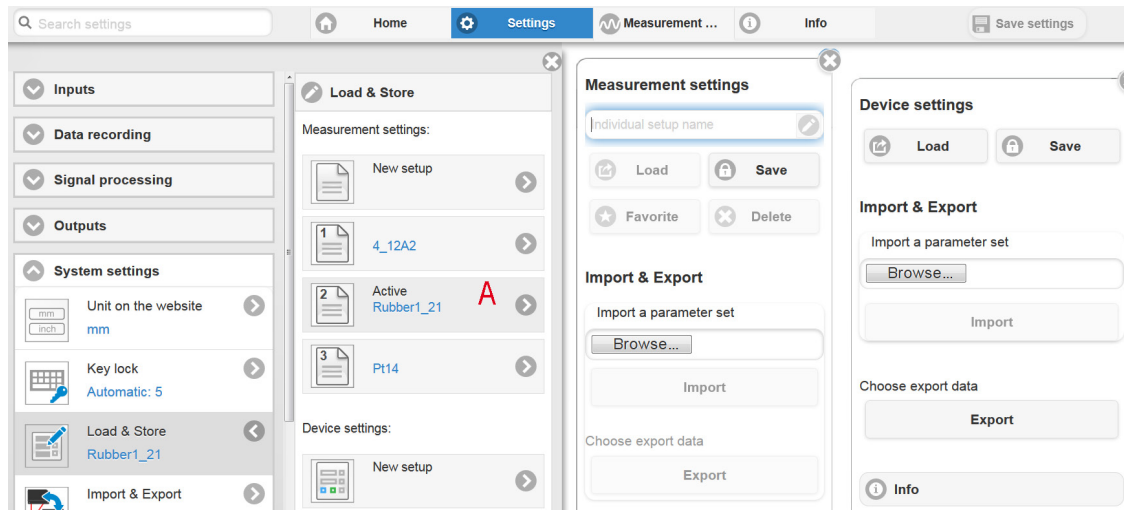 Search settings
Home
Settings
Measurement ...
Info
Save settings
Inputs
Data recording
Signal processing
Outputs
System settings
mm
inch
Unit on the website
mm
Key lock
Automatic: 5
Load & Store
Rubber1_21
Import & Export
Load & Store
Measurement settings:
New setup
1
4_12A2
2
Active
Rubber1_21
A
3
Pt14
Device settings:
New setup
Measurement settings
Individual setup name
Load
Save
Favorite
Delete
Import & Export
Import a parameter set
Browse...
Import
Choose export data
Export
Device settings
Load
Save
Import & Export
Import a parameter set
Browse...
Import
Choose export data
Export
Info